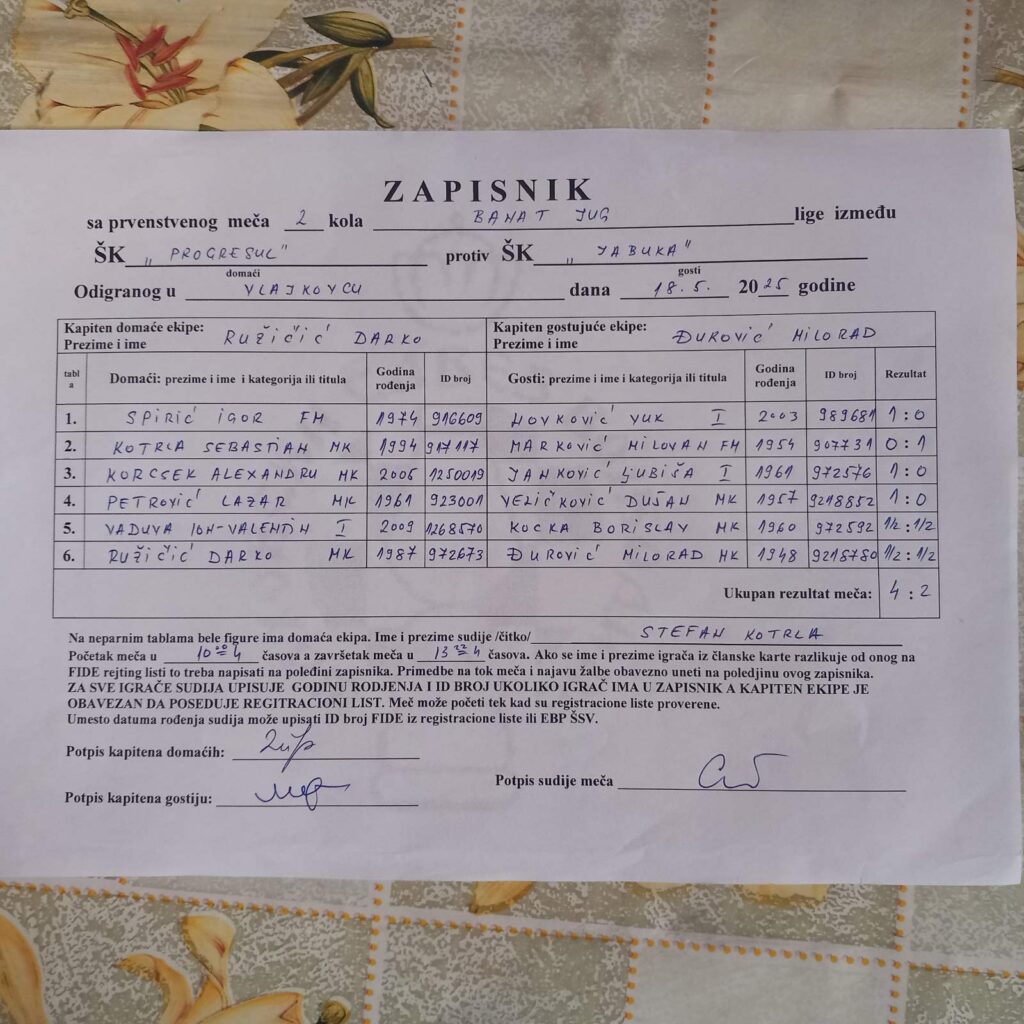 ZAPISNIK
sa prvenstvenog meča 2 kola BANAT JUG lige između
ŠK „PROGRESUL" protiv ŠK „JABUKA"
domaći gosti
Odigranog u VLAJKOVCU dana 18.5. 2025 godine
Kapiten domaće ekipe: Kapiten gostujuće ekipe:
Prezime i ime RUŽIČIĆ DARKO Prezime i ime ĐUROVIĆ MILORAD
tabla Domaći: prezime i ime i kategorija ili titula Godina rođenja ID broj Gosti: prezime i ime i kategorija ili titula Godina rođenja ID broj Rezultat
1. SPIRIĆ IGOR FM 1974 916609 NOVKOVIĆ VUK I 2003 989681 1:0
2. KOTRLA SEBASTIAN MK 1994 917117 MARKOVIĆ MILOVAN FM 1954 907731 0:1
3. KORCSEK ALEXANDRU MK 2006 1250019 JANKOVIĆ LJUBIŠA I 1961 972576 1:0
4. PETROVIĆ LAZAR MK 1961 923001 VELIČKOVIĆ DUŠAN MK 1957 9218852 1:0
5. VADUVA ION-VALENTIN I 2009 1268570 KOCKA BORISLAV MK 1960 972592 1/2:1/2
6. RUŽIČIĆ DARKO MK 1987 972673 ĐUROVIĆ MILORAD MK 1948 9218780 1/2:1/2
Ukupan rezultat meča: 4:2
Na neparnim tablama bele figure ima domaća ekipa. Ime i prezime sudije /čitko/ STEFAN KOTRLA
Početak meča u časova a završetak meča u časova. Ako se ime i prezime igrača iz članske karte razlikuje od onog na
FIDE rejting listi to treba napisati na poleđini zapisnika. Primedbe na tok meča i najavu žalbe obavezno uneti na poledjinu ovog zapisnika.
ZA SVE IGRAČE SUDIJA UPISUJE GODINU RODJENJA I ID BROJ UKOLIKO IGRAČ IMA U ZAPISNIK A KAPITEN EKIPE JE
OBAVEZAN DA POSEDUJE REGITRACIONI LIST. Meč može početi tek kad su registracione liste proverene.
Umesto datuma rođenja sudija može upisati ID broj FIDE iz registracione liste ili EBP ŠSV.
Potpis kapitena domaćih:
Potpis sudije meča
Potpis kapitena gostiju: